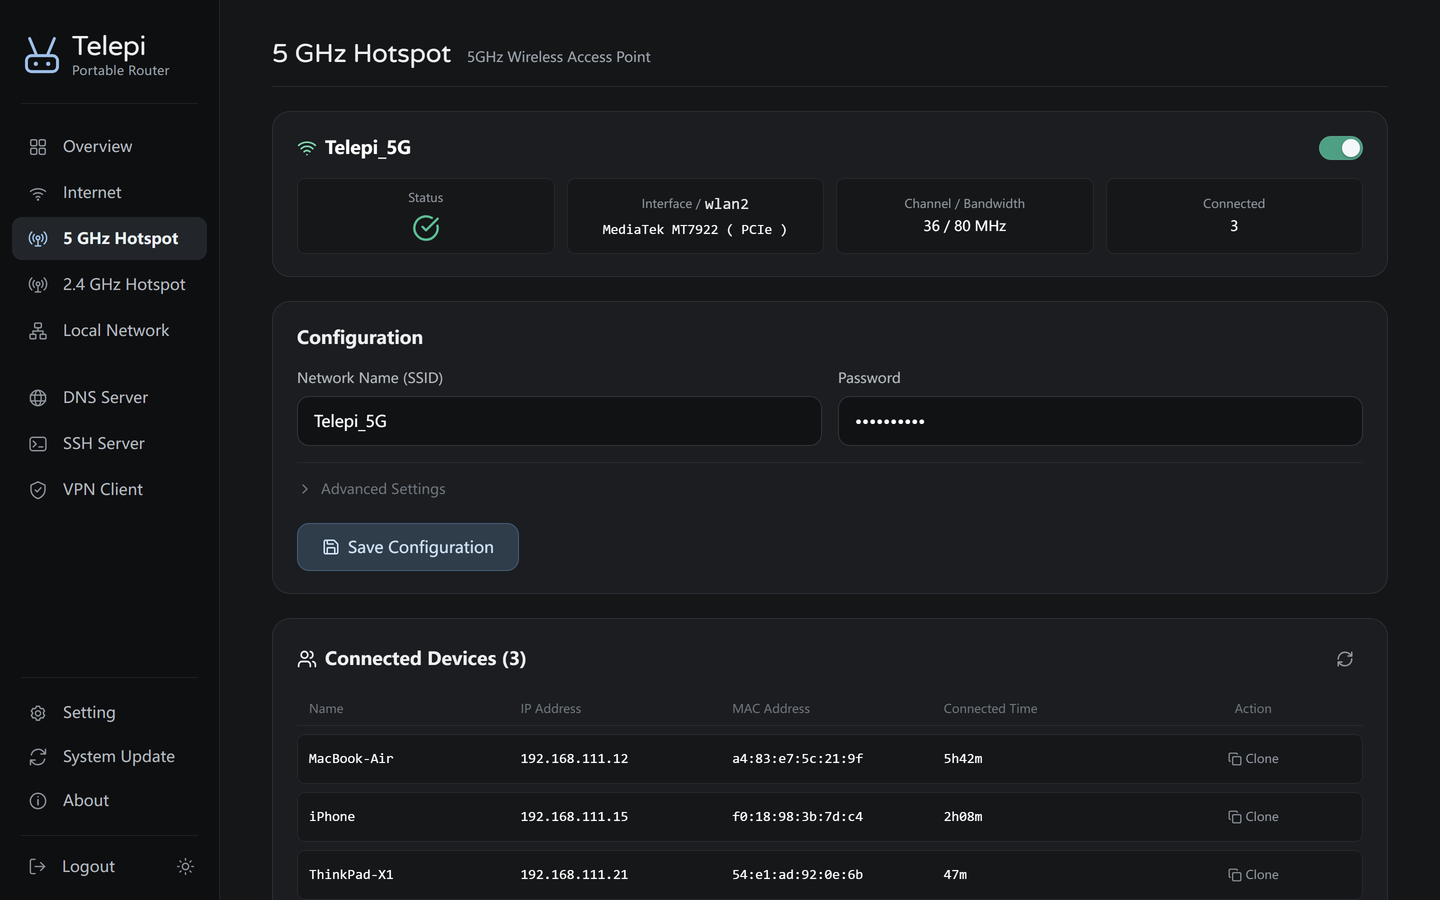 Telepi
Portable Router
Overview
Internet
5 GHz Hotspot
2.4 GHz Hotspot
Local Network
DNS Server
SSH Server
VPN Client
Setting
System Update
About
Logout
5 GHz Hotspot 5GHz Wireless Access Point
Telepi_5G
Status
Interface / wlan2
MediaTek MT7922 ( PCIe )
Channel / Bandwidth
36 / 80 MHz
Connected
3
Configuration
Network Name (SSID)
Telepi_5G
Password
••••••••••
Advanced Settings
Save Configuration
Connected Devices (3)
Name IP Address MAC Address Connected Time Action
MacBook-Air 192.168.111.12 a4:83:e7:5c:21:9f 5h42m Clone
iPhone 192.168.111.15 f0:18:98:3b:7d:c4 2h08m Clone
ThinkPad-X1 192.168.111.21 54:e1:ad:92:0e:6b 47m Clone